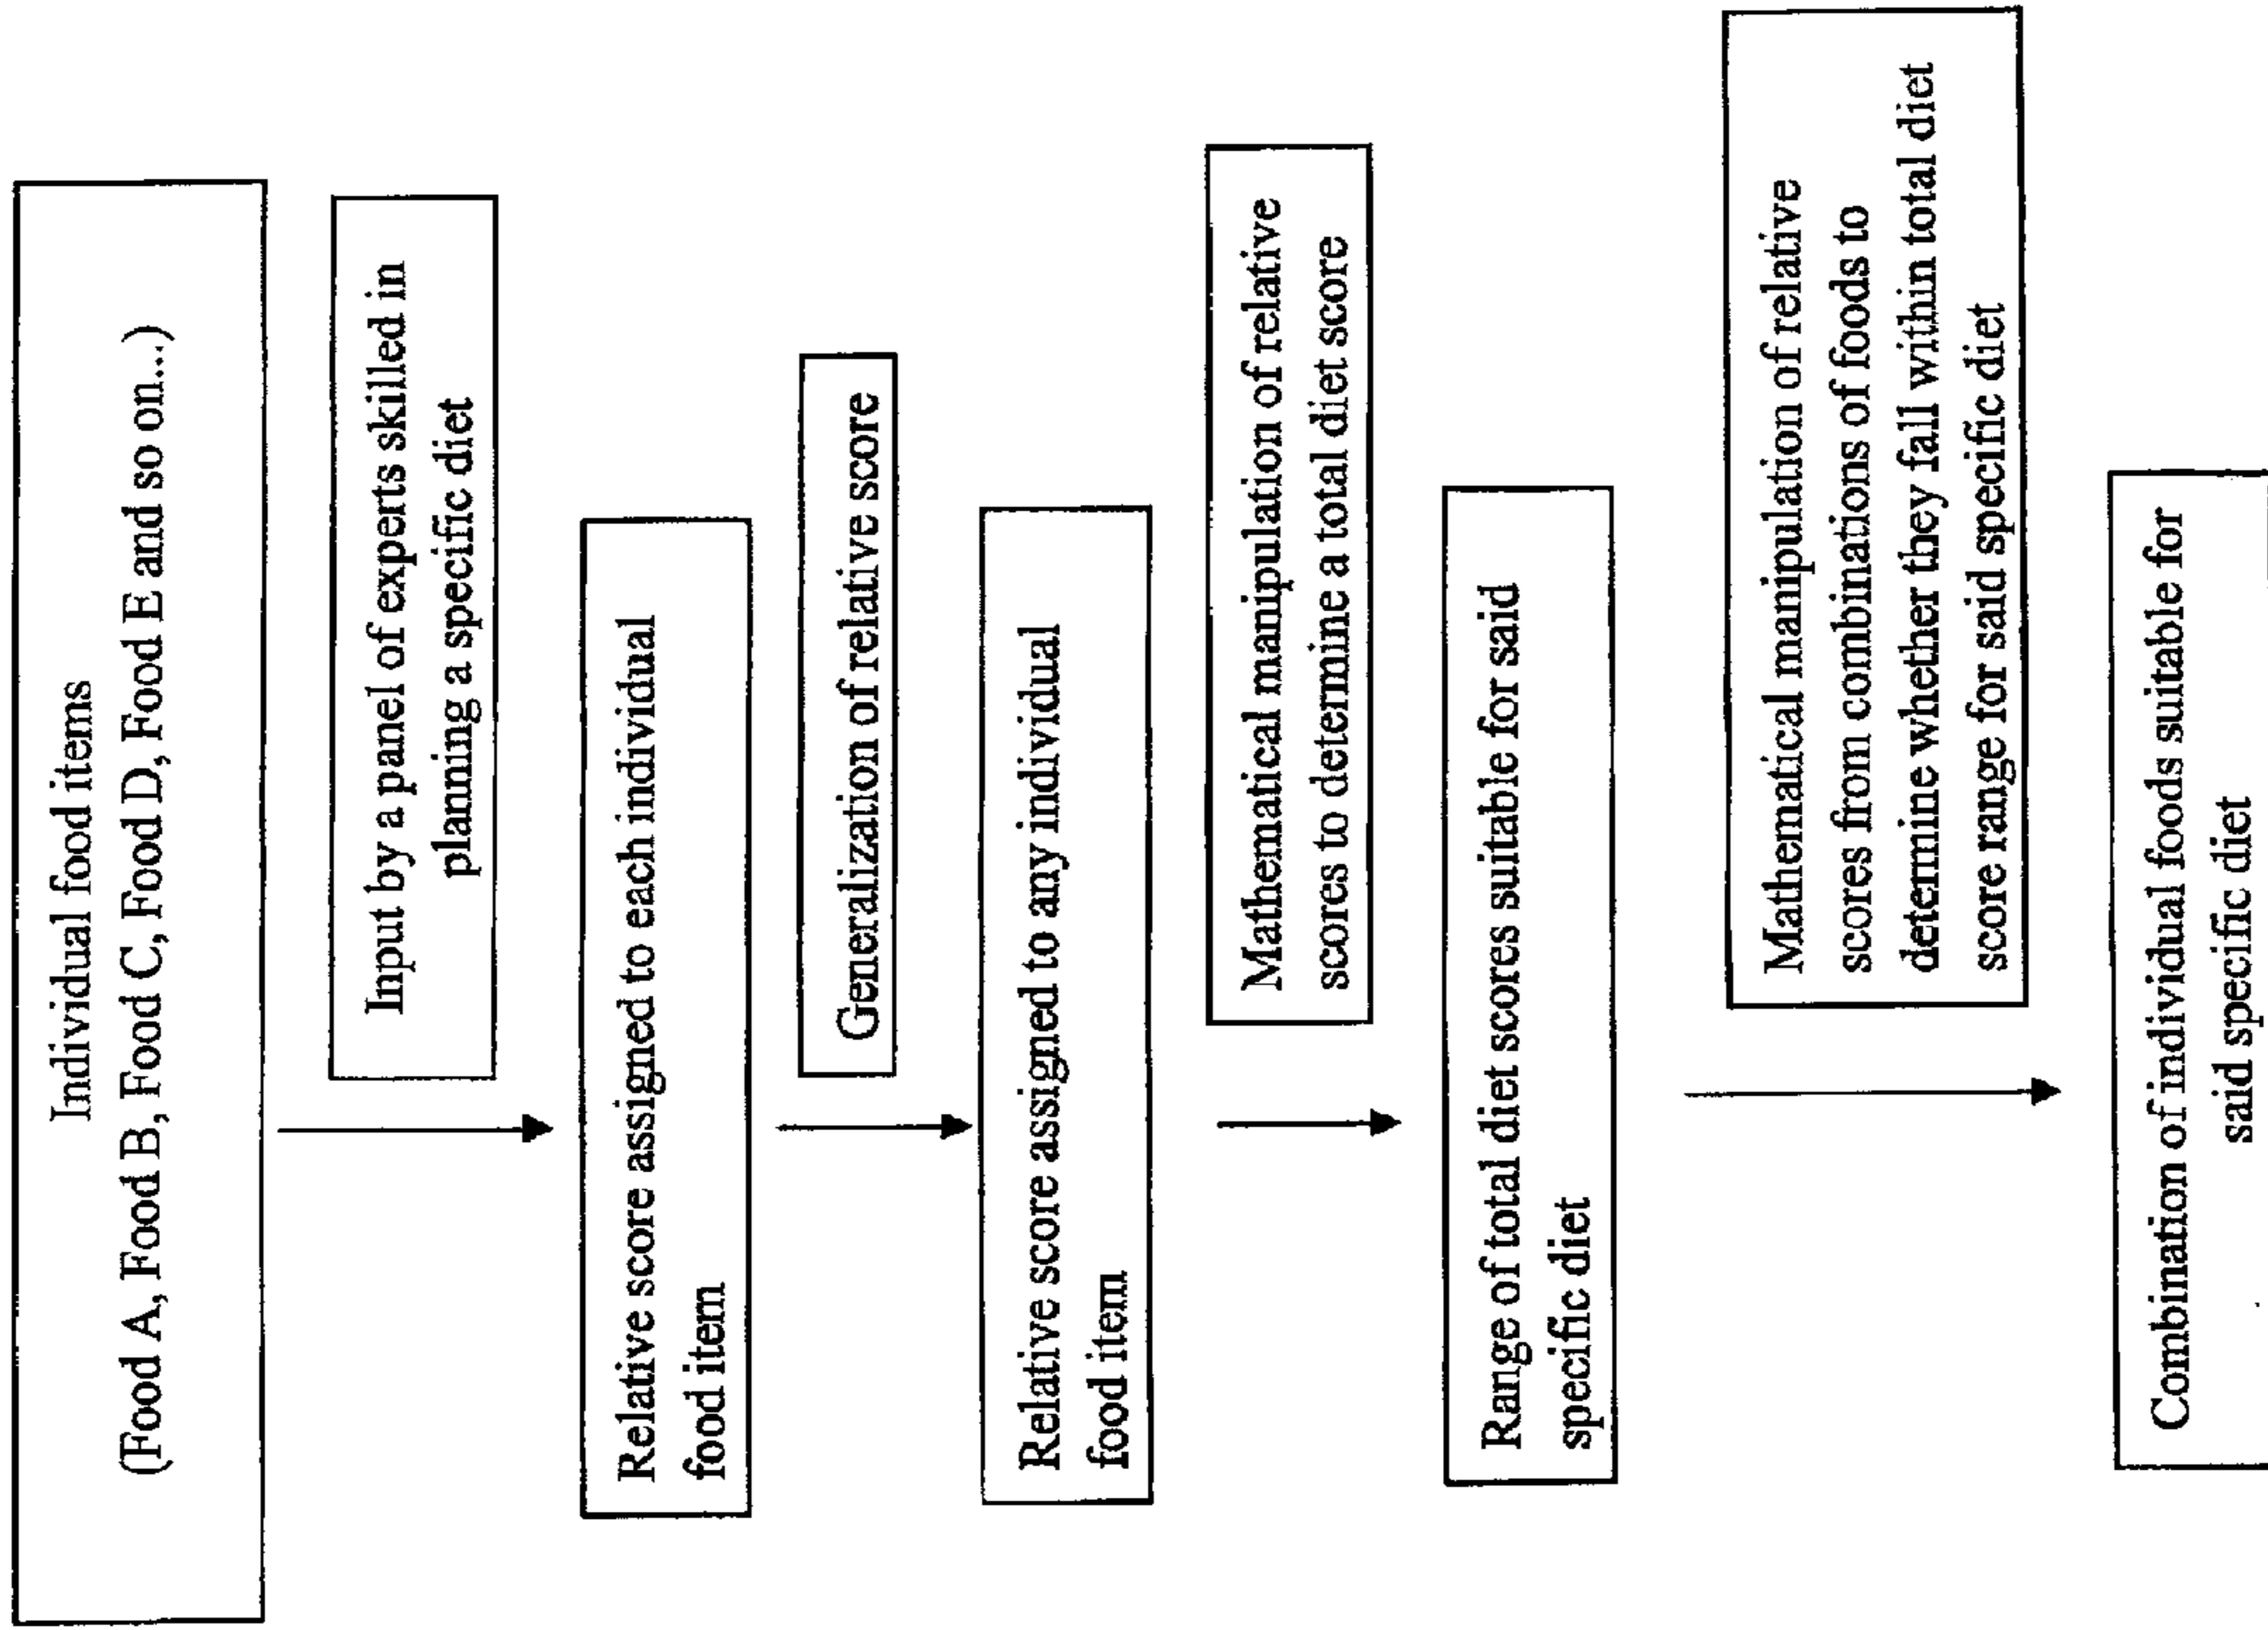 Individual food items
(Food A, Food B, Food C, Food D, Food E and so on...)
Input by a panel of experts skilled in
planning a specific diet
Relative score assigned to each individual
food item
Generalization of relative score
Relative score assigned to any individual
food item
Mathematical manipulation of relative
scores to determine a total diet score
Range of total diet scores suitable for said
specific diet
Mathematical manipulation of relative
scores from combinations of foods to
determine whether they fall within total diet
score range for said specific diet
Combination of individual foods suitable for
said specific diet